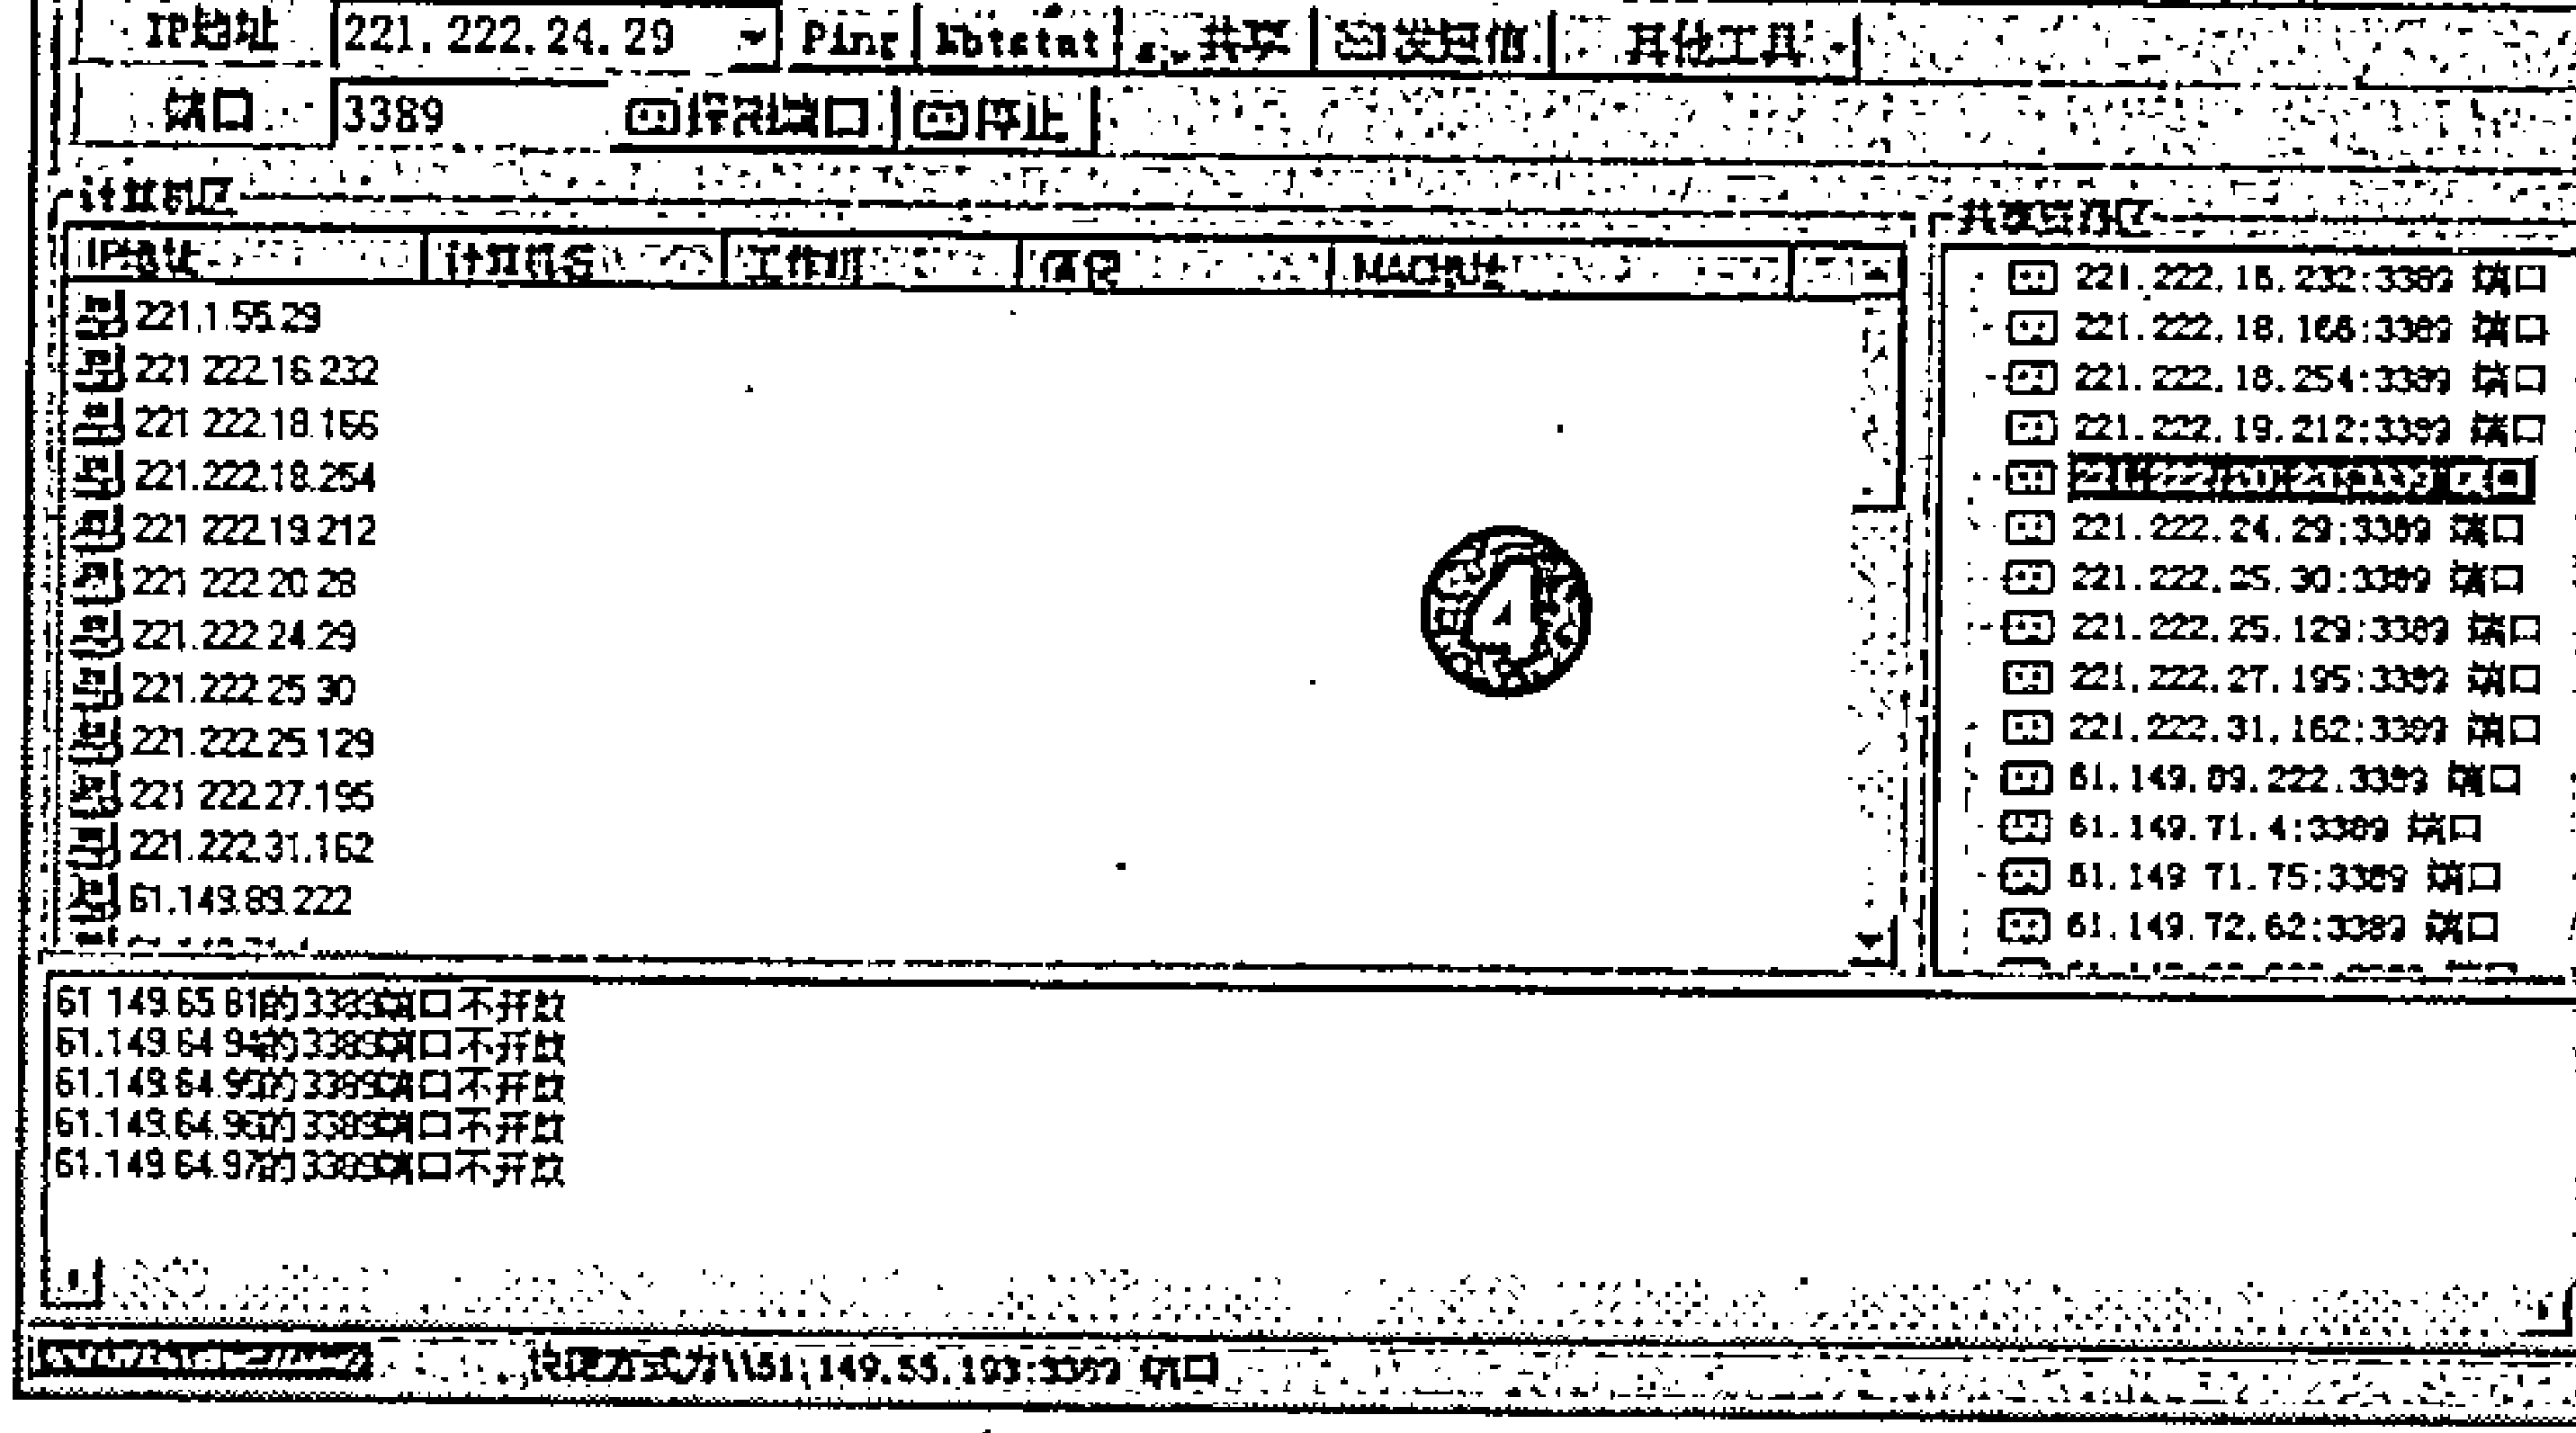 IP地址 221.222.24.29 Ping Nbtstat 共享 发短信 其他工具
端口 3389 探测端口 停止
计算机区
IP地址 计算机名 工作组 MAC地址
221.1.55.29
221.222.16.232
221.222.18.166
221.222.18.254
221.222.19.212
221.222.20.28
221.222.24.29
221.222.25.30
221.222.25.129
221.222.27.195
221.222.31.162
61.149.89.222
共享资源区
221.222.16.232:3389 端口
221.222.18.166:3389 端口
221.222.18.254:3389 端口
221.222.19.212:3389 端口
221.222.20.28:3389 端口
221.222.24.29:3389 端口
221.222.25.30:3389 端口
221.222.25.129:3389 端口
221.222.27.195:3389 端口
221.222.31.162:3389 端口
61.149.89.222:3389 端口
61.149.71.4:3389 端口
61.149.71.75:3389 端口
61.149.72.62:3389 端口
4
61.149.65.81的3389端口不开放
61.149.64.94的3389端口不开放
61.149.64.95的3389端口不开放
61.149.64.96的3389端口不开放
61.149.64.97的3389端口不开放
:3389 端口